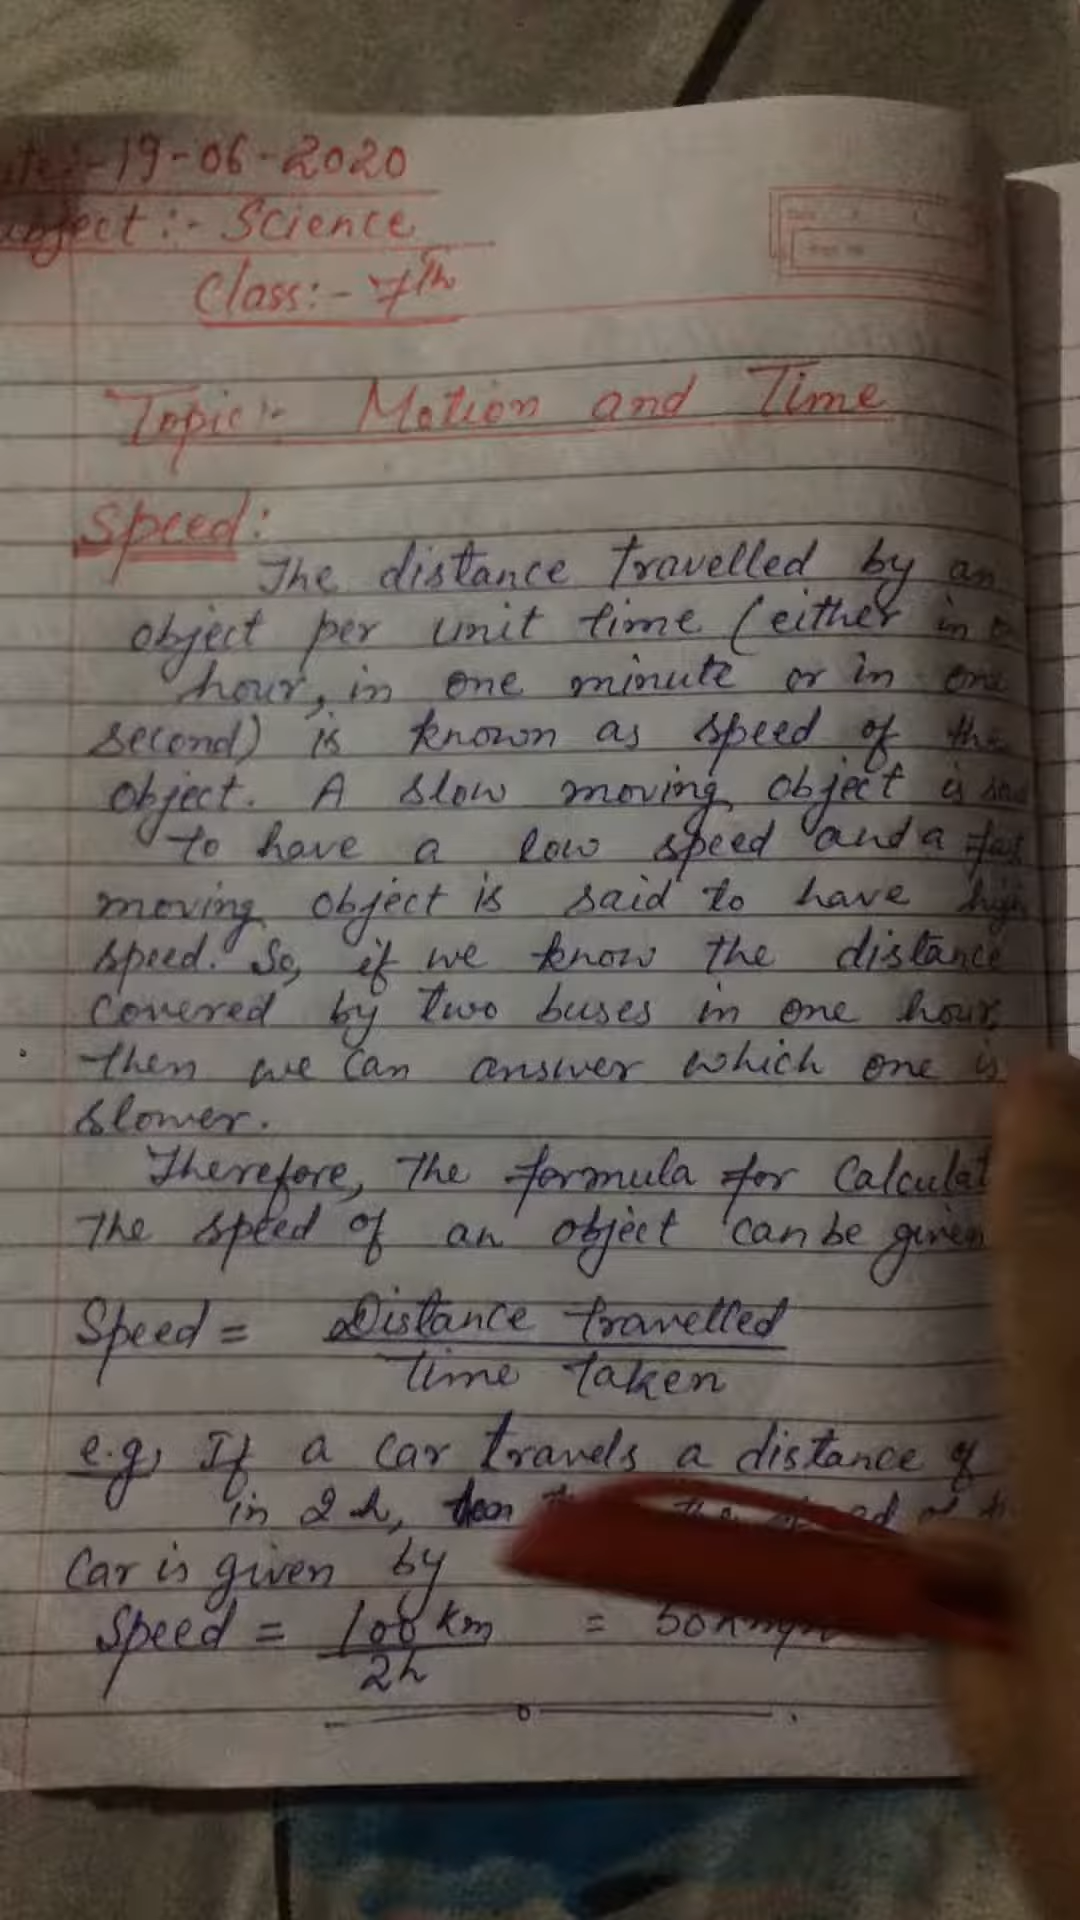 19-06-2020
Science
Class:- 7th
Topic:- Motion and Time
Speed:
The distance travelled by an
object per unit time (either in
hour, in one minute or in one
second) is known as speed of the
object. A slow moving object is
to have a low speed and a
moving object is said to have high
speed. So, if we know the distance
covered by two buses in one hour,
then we can answer which one is
slower.
Therefore, the formula for Calculat
The speed of an object can be given
Speed = Distance travelled
Time taken
e.g, If a car travels a distance of
in 2 h, the
Car is given by
Speed = 100 km = 50
2h